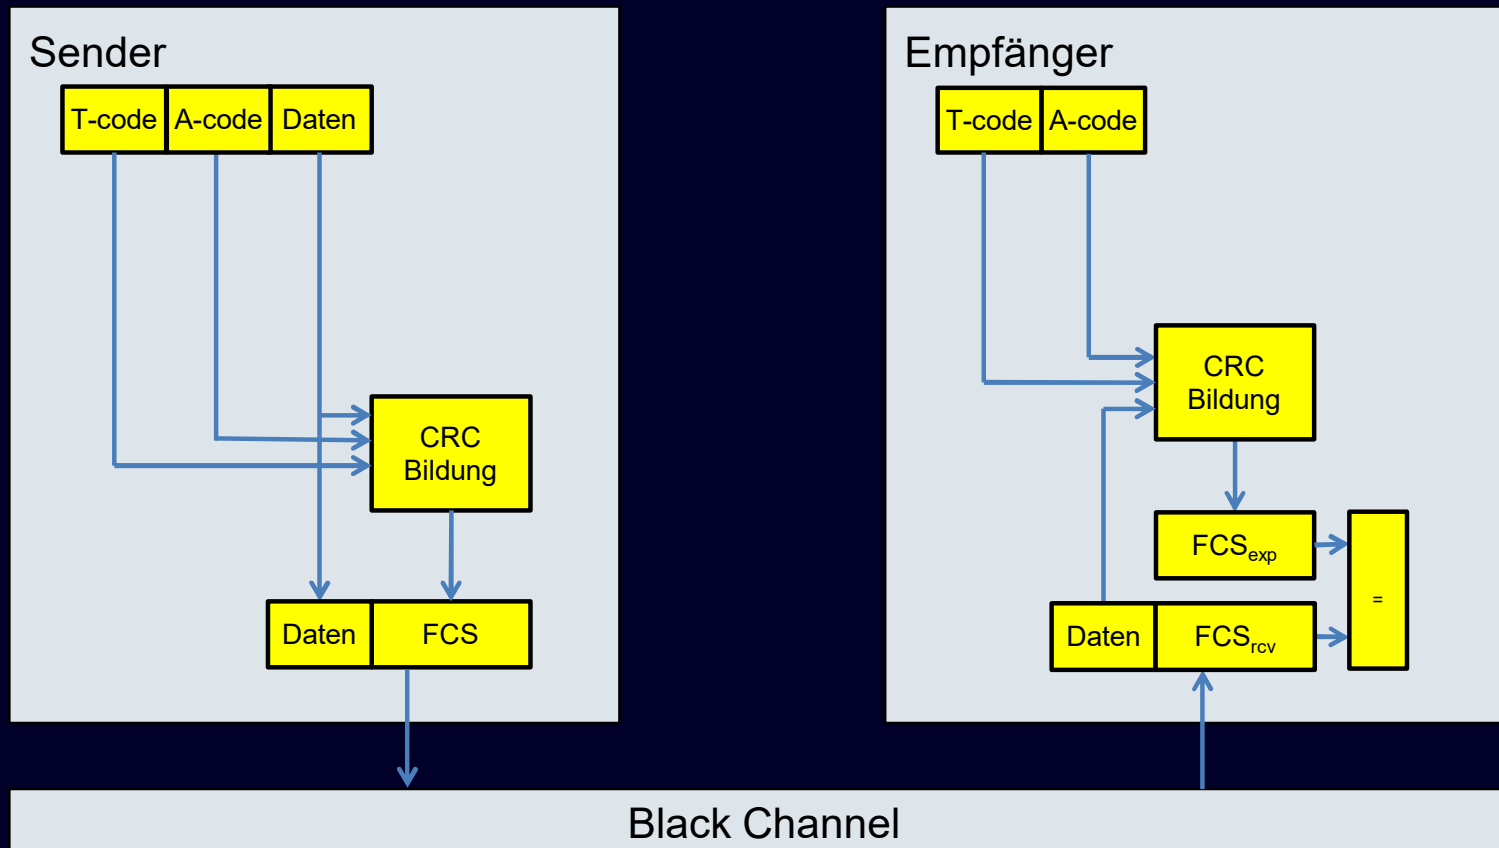 Sender
T-code A-code Daten
CRC
Bildung
Daten FCS
Empfänger
T-code A-code
CRC
Bildung
FCSexp
=
Daten FCSrcv
Black Channel